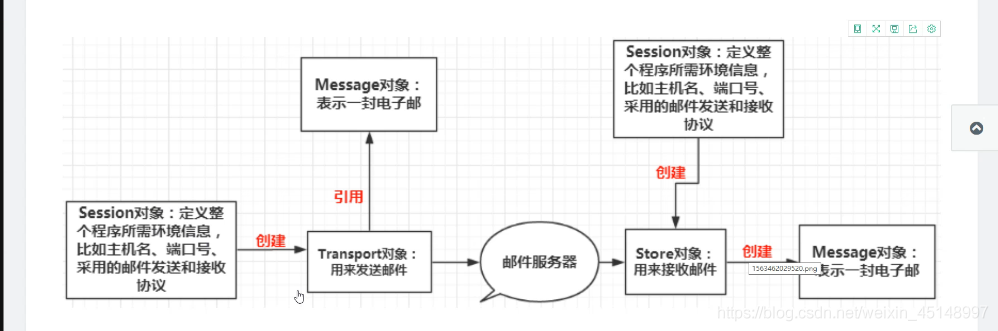 Session对象：定义整
个程序所需环境信息，
比如主机名、端口号、
采用的邮件发送和接收
协议
Message对象：
表示一封电子邮
创建
引用
Session对象：定义整
个程序所需环境信息，
比如主机名、端口号、
采用的邮件发送和接收
协议
创建
Transport对象：
用来发送邮件
邮件服务器
Store对象：
用来接收邮件
创建
1563462029520.png
Message对象：
表示一封电子邮
https://blog.csdn.net/weixin_45148997